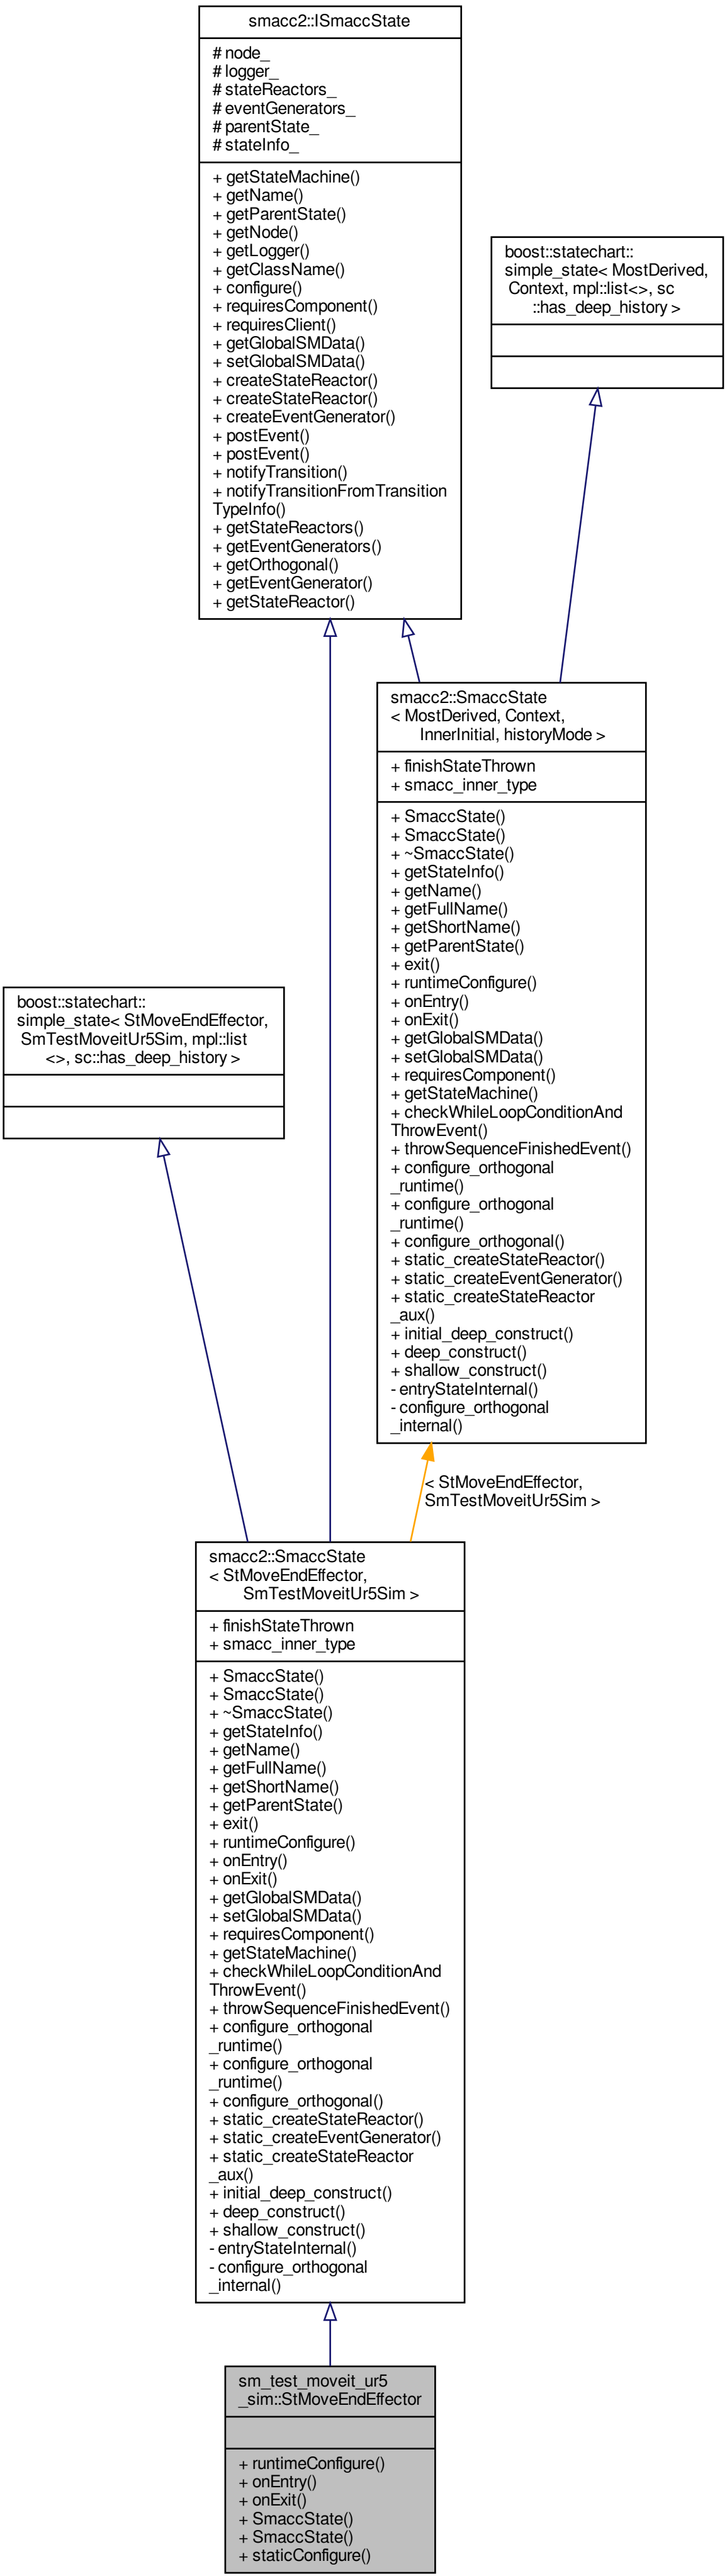 smacc2::ISmaccState
# node_
# logger_
# stateReactors_
# eventGenerators_
# parentState_
# stateInfo_
+ getStateMachine()
+ getName()
+ getParentState()
+ getNode()
+ getLogger()
+ getClassName()
+ configure()
+ requiresComponent()
+ requiresClient()
+ getGlobalSMData()
+ setGlobalSMData()
+ createStateReactor()
+ createStateReactor()
+ createEventGenerator()
+ postEvent()
+ postEvent()
+ notifyTransition()
+ notifyTransitionFromTransition
TypeInfo()
+ getStateReactors()
+ getEventGenerators()
+ getOrthogonal()
+ getEventGenerator()
+ getStateReactor()
boost::statechart::
simple_state< MostDerived,
Context, mpl::list<>, sc
::has_deep_history >
smacc2::SmaccState
< MostDerived, Context,
InnerInitial, historyMode >
+ finishStateThrown
+ smacc_inner_type
+ SmaccState()
+ SmaccState()
+ ~SmaccState()
+ getStateInfo()
+ getName()
+ getFullName()
+ getShortName()
+ getParentState()
+ exit()
+ runtimeConfigure()
+ onEntry()
+ onExit()
+ getGlobalSMData()
+ setGlobalSMData()
+ requiresComponent()
+ getStateMachine()
+ checkWhileLoopConditionAnd
ThrowEvent()
+ throwSequenceFinishedEvent()
+ configure_orthogonal
_runtime()
+ configure_orthogonal
_runtime()
+ configure_orthogonal()
+ static_createStateReactor()
+ static_createEventGenerator()
+ static_createStateReactor
_aux()
+ initial_deep_construct()
+ deep_construct()
+ shallow_construct()
- entryStateInternal()
- configure_orthogonal
_internal()
boost::statechart::
simple_state< StMoveEndEffector,
SmTestMoveitUr5Sim, mpl::list
<>, sc::has_deep_history >
< StMoveEndEffector,
SmTestMoveitUr5Sim >
smacc2::SmaccState
< StMoveEndEffector,
SmTestMoveitUr5Sim >
+ finishStateThrown
+ smacc_inner_type
+ SmaccState()
+ SmaccState()
+ ~SmaccState()
+ getStateInfo()
+ getName()
+ getFullName()
+ getShortName()
+ getParentState()
+ exit()
+ runtimeConfigure()
+ onEntry()
+ onExit()
+ getGlobalSMData()
+ setGlobalSMData()
+ requiresComponent()
+ getStateMachine()
+ checkWhileLoopConditionAnd
ThrowEvent()
+ throwSequenceFinishedEvent()
+ configure_orthogonal
_runtime()
+ configure_orthogonal
_runtime()
+ configure_orthogonal()
+ static_createStateReactor()
+ static_createEventGenerator()
+ static_createStateReactor
_aux()
+ initial_deep_construct()
+ deep_construct()
+ shallow_construct()
- entryStateInternal()
- configure_orthogonal
_internal()
sm_test_moveit_ur5
_sim::StMoveEndEffector
+ runtimeConfigure()
+ onEntry()
+ onExit()
+ SmaccState()
+ SmaccState()
+ staticConfigure()